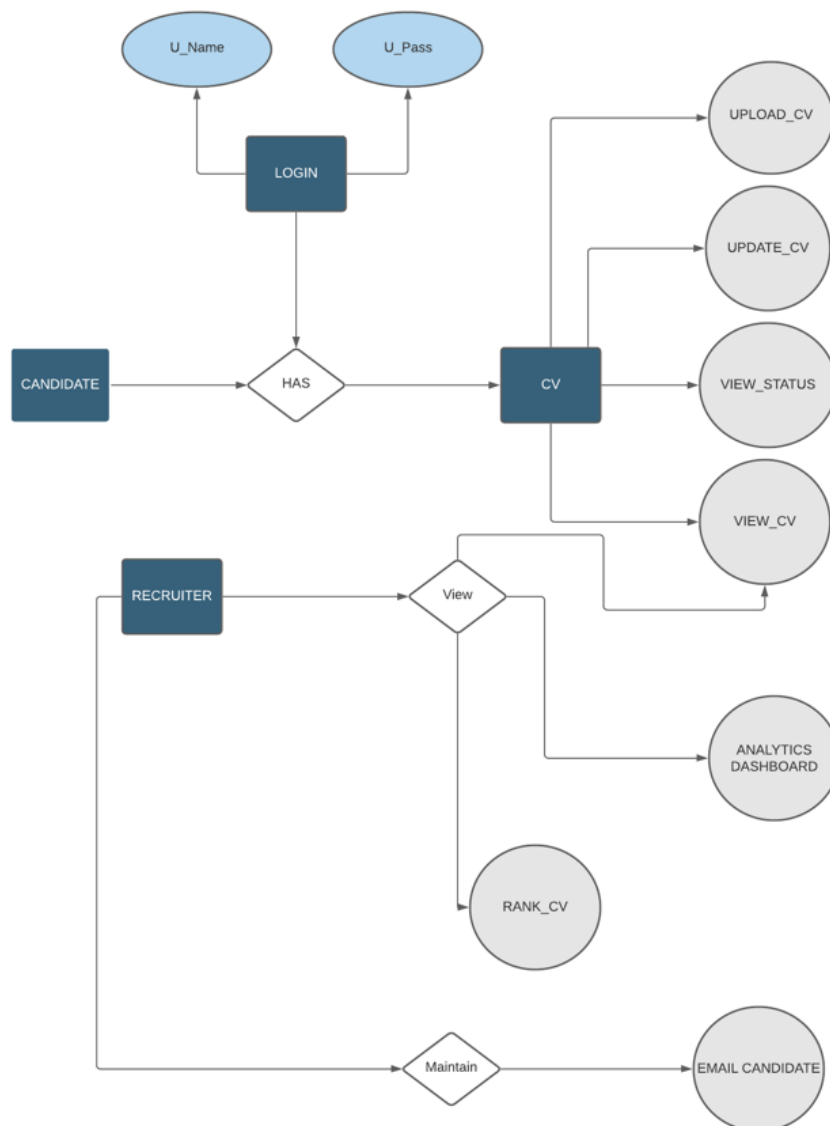 U_Name
U_Pass
UPLOAD_CV
LOGIN
UPDATE_CV
CANDIDATE
HAS
CV
VIEW_STATUS
VIEW_CV
RECRUITER
View
ANALYTICS
DASHBOARD
RANK_CV
Maintain
EMAIL CANDIDATE